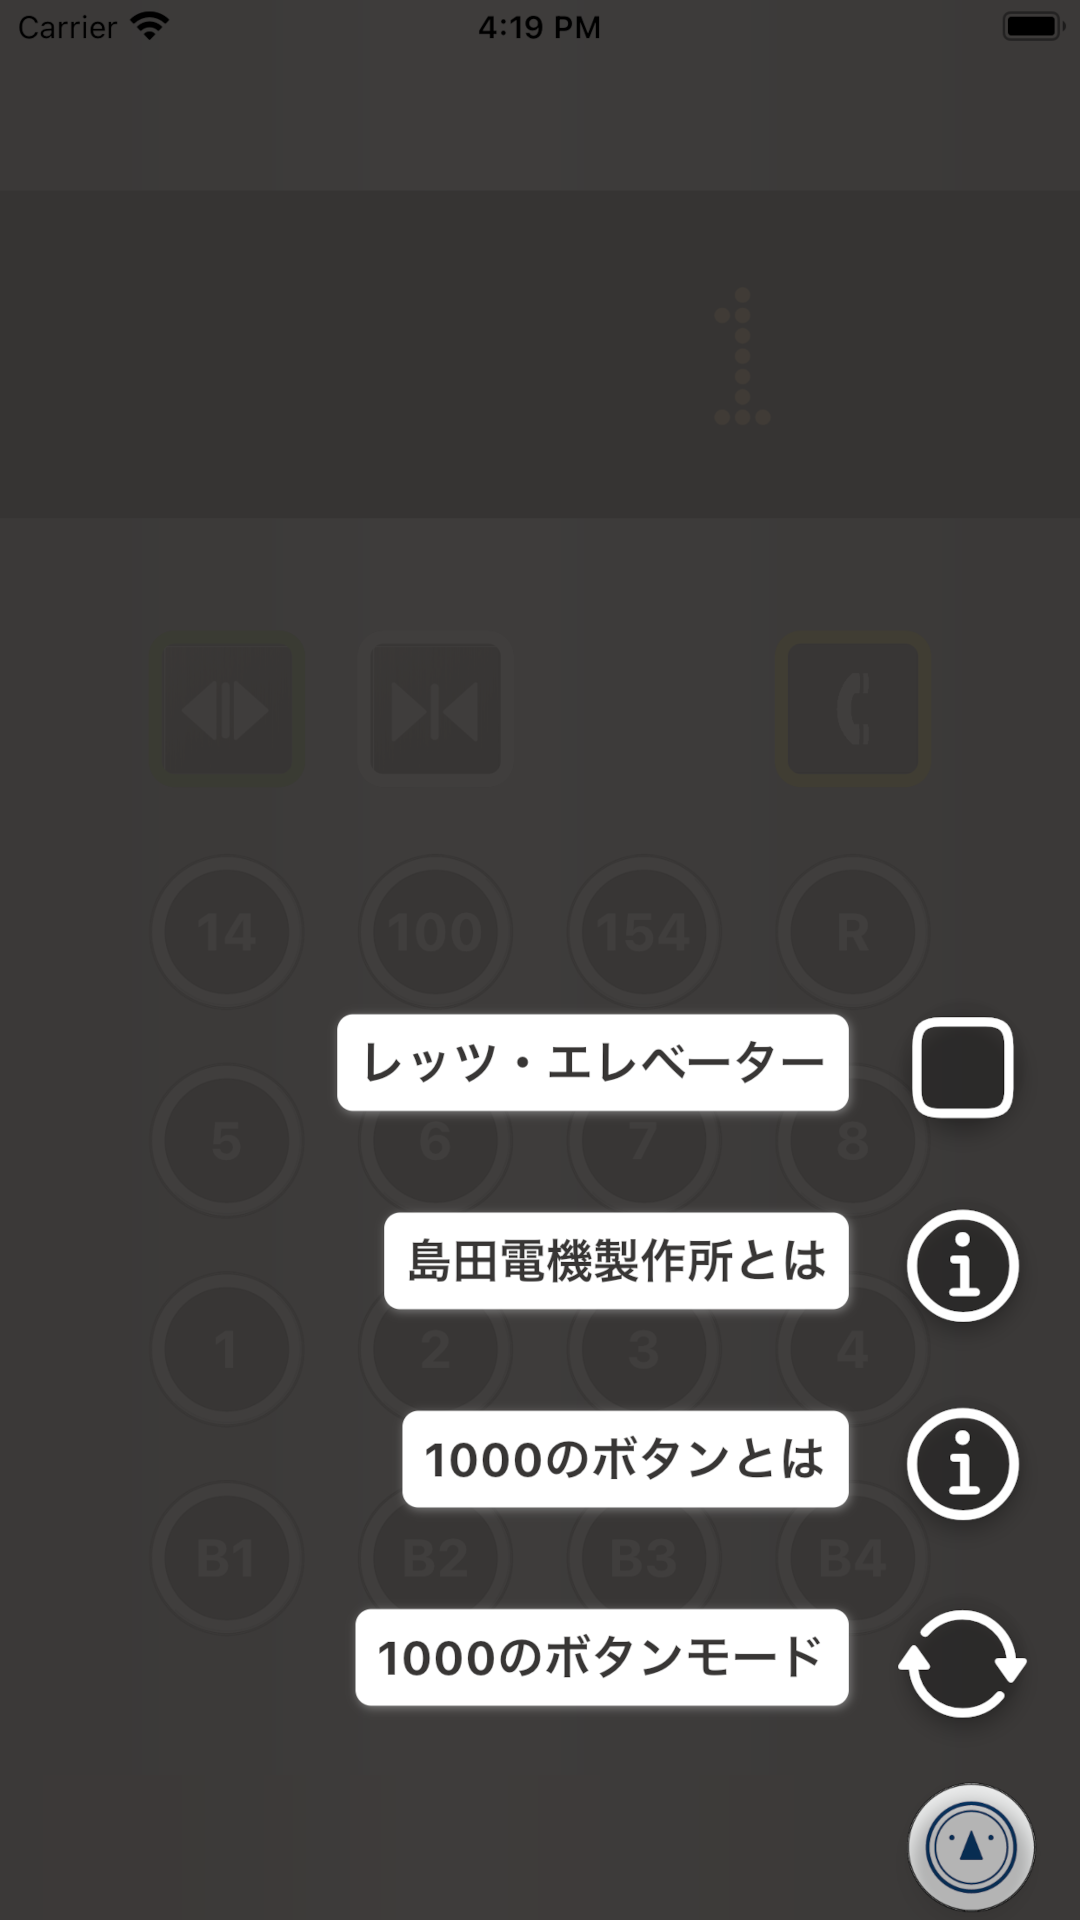 Carrier 4:19 PM
1
14 100 154 R
レッツ・エレベーター
5 6 7 8
島田電機製作所とは
1 2 3 4
1000のボタンとは
B1 B2 B3 B4
1000のボタンモード